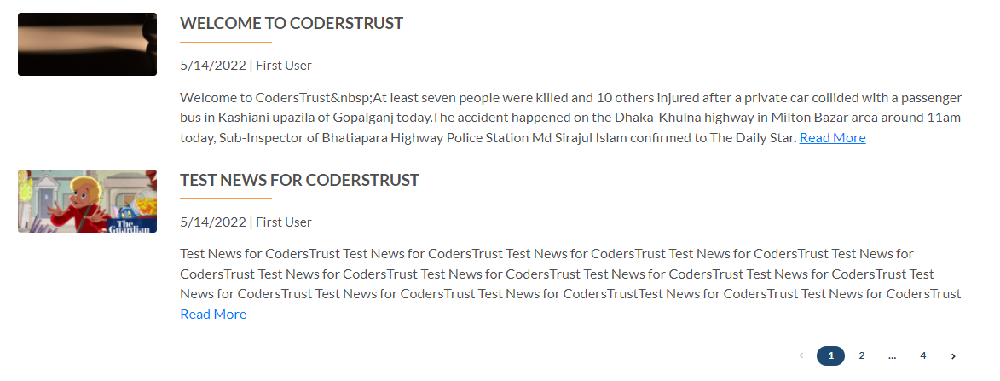 WELCOME TO CODERSTRUST
5/14/2022 | First User
Welcome to CodersTrust&nbsp;At least seven people were killed and 10 others injured after a private car collided with a passenger
bus in Kashiani upazila of Gopalganj today.The accident happened on the Dhaka-Khulna highway in Milton Bazar area around 11am
today, Sub-Inspector of Bhatiapara Highway Police Station Md Sirajul Islam confirmed to The Daily Star. Read More
The
Guardian
TEST NEWS FOR CODERSTRUST
5/14/2022 | First User
Test News for CodersTrust Test News for CodersTrust Test News for CodersTrust Test News for CodersTrust Test News for
CodersTrust Test News for CodersTrust Test News for CodersTrust Test News for CodersTrust Test News for CodersTrust Test
News for CodersTrust Test News for CodersTrust Test News for CodersTrustTest News for CodersTrust Test News for CodersTrust
Read More
‹ 1 2 ... 4 ›